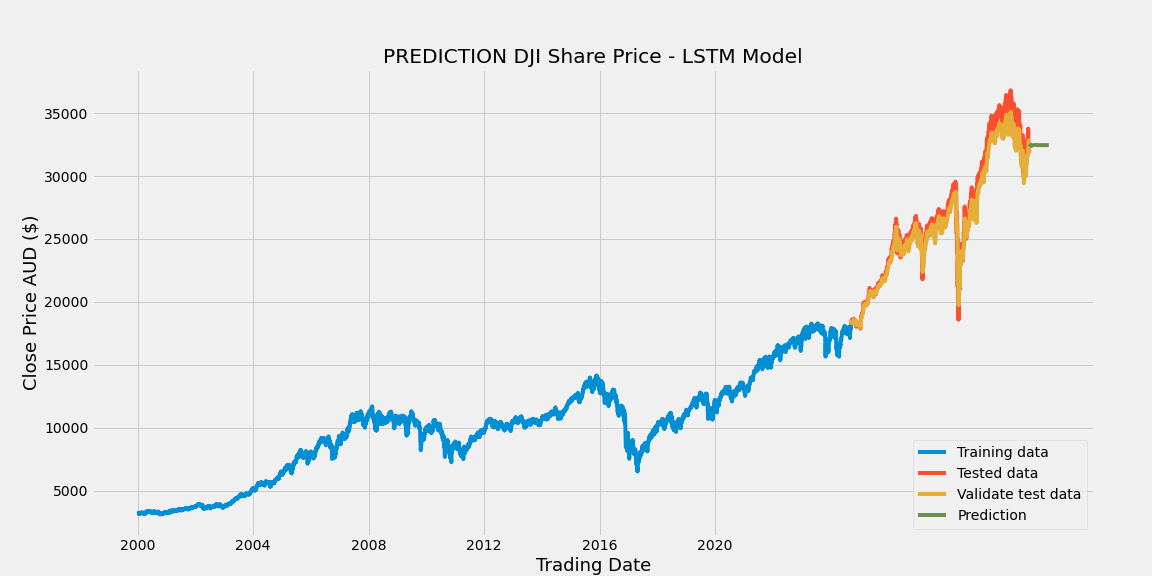 PREDICTION DJI Share Price - LSTM Model
Close Price AUD ($)
35000
30000
25000
20000
15000
10000
5000
2000 2004 2008 2012 2016 2020
Trading Date
Training data
Tested data
Validate test data
Prediction